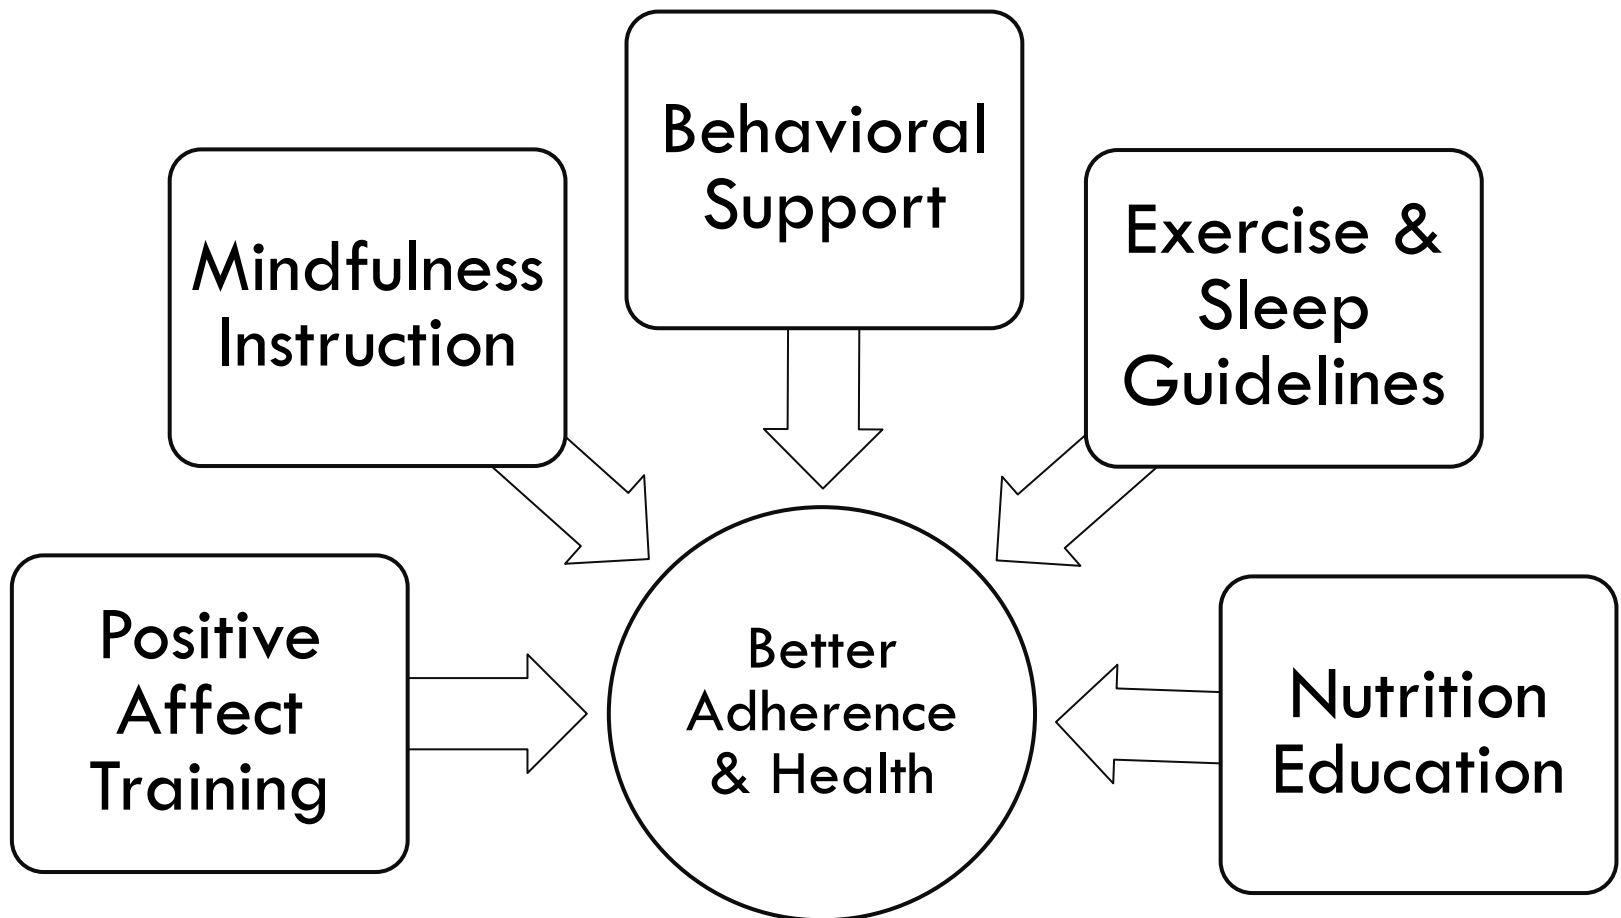 Behavioral
Support
Mindfulness
Instruction
Exercise &
Sleep
Guidelines
Positive
Affect
Training
Better
Adherence
& Health
Nutrition
Education